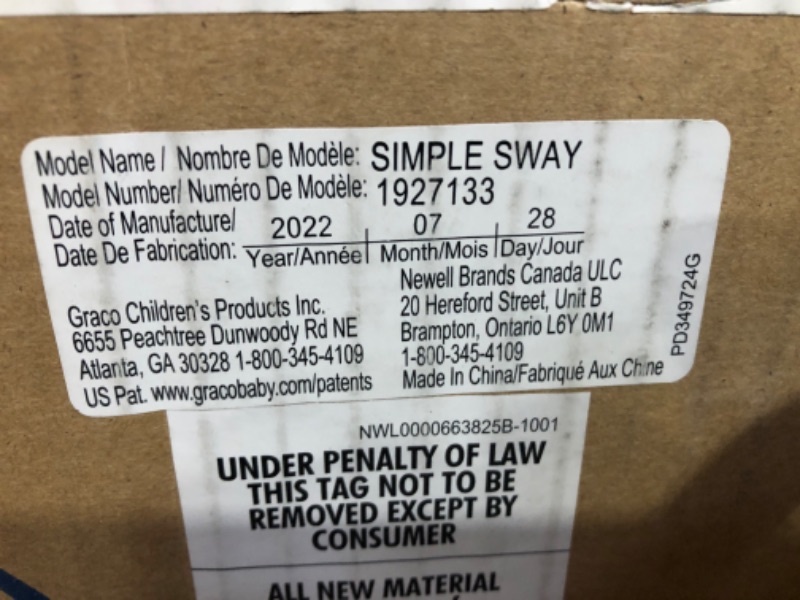 Model Name / Nombre De Modèle: SIMPLE SWAY
Model Number/ Numéro De Modèle: 1927133
Date of Manufacture/
Date De Fabrication:
2022 07 28
Year/Année Month/Mois Day/Jour
Graco Children's Products Inc.
6655 Peachtree Dunwoody Rd NE
Atlanta, GA 30328 1-800-345-4109
US Pat. www.gracobaby.com/patents
Newell Brands Canada ULC
20 Hereford Street, Unit B
Brampton, Ontario L6Y 0M1
1-800-345-4109
Made In China/Fabriqué Aux Chine
PD349724G
NWL0000663825B-1001
UNDER PENALTY OF LAW
THIS TAG NOT TO BE
REMOVED EXCEPT BY
CONSUMER
ALL NEW MATERIAL